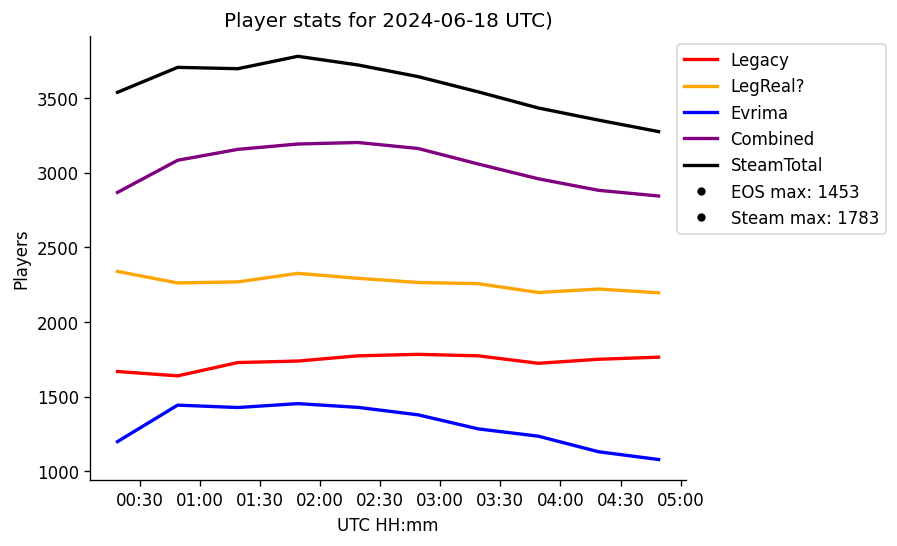 Player stats for 2024-06-18 UTC)
Legacy
LegReal?
Evrima
Combined
SteamTotal
EOS max: 1453
Steam max: 1783
Players
3500
3000
2500
2000
1500
1000
00:30 01:00 01:30 02:00 02:30 03:00 03:30 04:00 04:30 05:00
UTC HH:mm